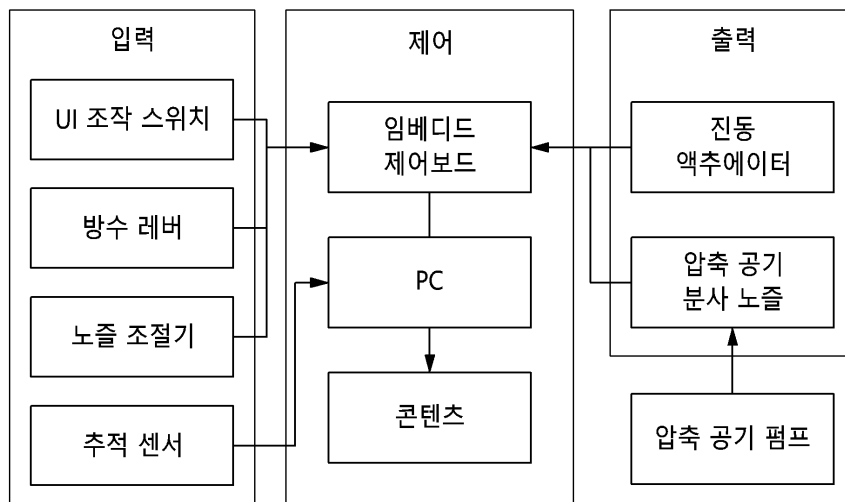 입력
UI 조작 스위치
방수 레버
노즐 조절기
추적 센서
제어
임베디드
제어보드
PC
콘텐츠
출력
진동
액추에이터
압축 공기
분사 노즐
압축 공기 펌프